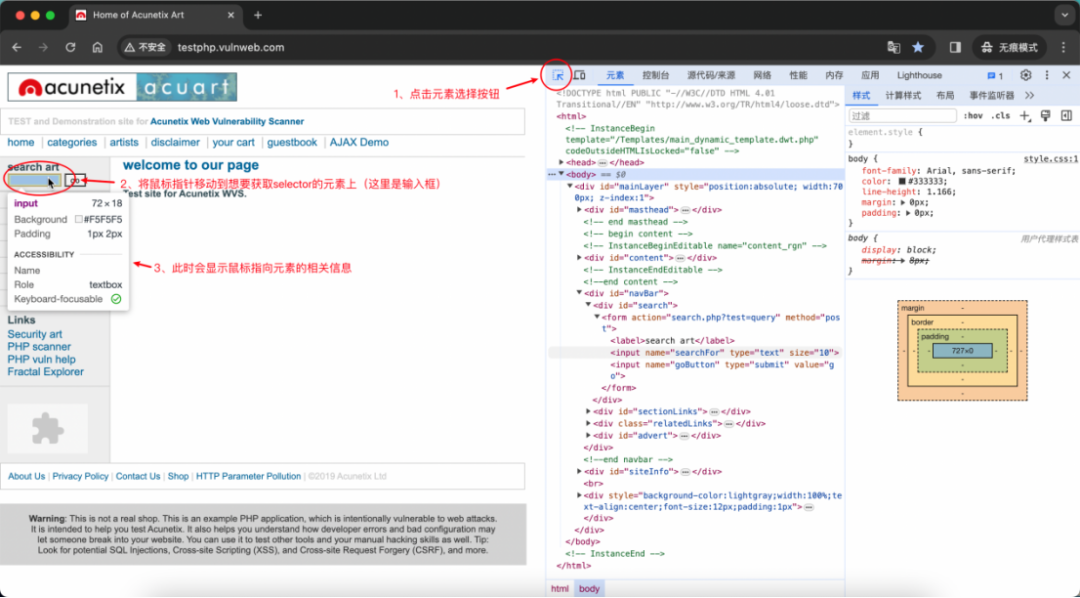 Home of Acunetix Art
不安全 testphp.vulnweb.com
无痕模式
acunetix acuart
TEST and Demonstration site for Acunetix Web Vulnerability Scanner
home | categories | artists | disclaimer | your cart | guestbook | AJAX Demo
search art
go
welcome to our page
Test site for Acunetix WVS.
1、点击元素选择按钮
2、将鼠标指针移动到想要获取selector的元素上（这里是输入框）
input 72 × 18
Background #F5F5F5
Padding 1px 2px
ACCESSIBILITY
Name
Role textbox
Keyboard-focusable
3、此时会显示鼠标指向元素的相关信息
Links
Security art
PHP scanner
PHP vuln help
Fractal Explorer
About Us | Privacy Policy | Contact Us | Shop | HTTP Parameter Pollution | ©2019 Acunetix Ltd
Warning: This is not a real shop. This is an example PHP application, which is intentionally vulnerable to web attacks.
It is intended to help you test Acunetix. It also helps you understand how developer errors and bad configuration may
let someone break into your website. You can use it to test other tools and your manual hacking skills as well. Tip:
Look for potential SQL Injections, Cross-site Scripting (XSS), and Cross-site Request Forgery (CSRF), and more.
元素 控制台 源代码/来源 网络 性能 内存 应用 Lighthouse 1
<!DOCTYPE html PUBLIC "-//W3C//DTD HTML 4.01
Transitional//EN" "http://www.w3.org/TR/html4/loose.dtd">
<html>
<!-- InstanceBegin
template="/Templates/main_dynamic_template.dwt.php"
codeOutsideHTMLIsLocked="false" -->
<head>…</head>
<body> == $0
<div id="mainLayer" style="position:absolute; width:70
0px; z-index:1">
<div id="masthead">…</div>
<!-- end masthead -->
<!-- begin content -->
<!-- InstanceBeginEditable name="content_rgn" -->
<div id="content">…</div>
<!-- InstanceEndEditable -->
<!--end content -->
<div id="navBar">
<div id="search">
<form action="search.php?test=query" method="pos
t">
<label>search art</label>
<input name="searchFor" type="text" size="10">
<input name="goButton" type="submit" value="g
o">
</form>
</div>
<div id="sectionLinks">…</div>
<div class="relatedLinks">…</div>
<div id="advert">…</div>
</div>
<!--end navbar -->
<div id="siteInfo">…</div>
<br>
<div style="background-color:lightgray;width:100%;te
xt-align:center;font-size:12px;padding:1px">…
</div>
</div>
</body>
<!-- InstanceEnd -->
</html>
html body
样式 计算样式 布局 事件监听器
过滤 :hov .cls
element.style {
}
body { style.css:1
font-family: Arial, sans-serif;
color: #333333;
line-height: 1.166;
margin: 0px;
padding: 0px;
}
body { 用户代理样式表
display: block;
margin: 8px;
}
margin -
border -
padding -
- - - 727×0 - - -
-
-
-